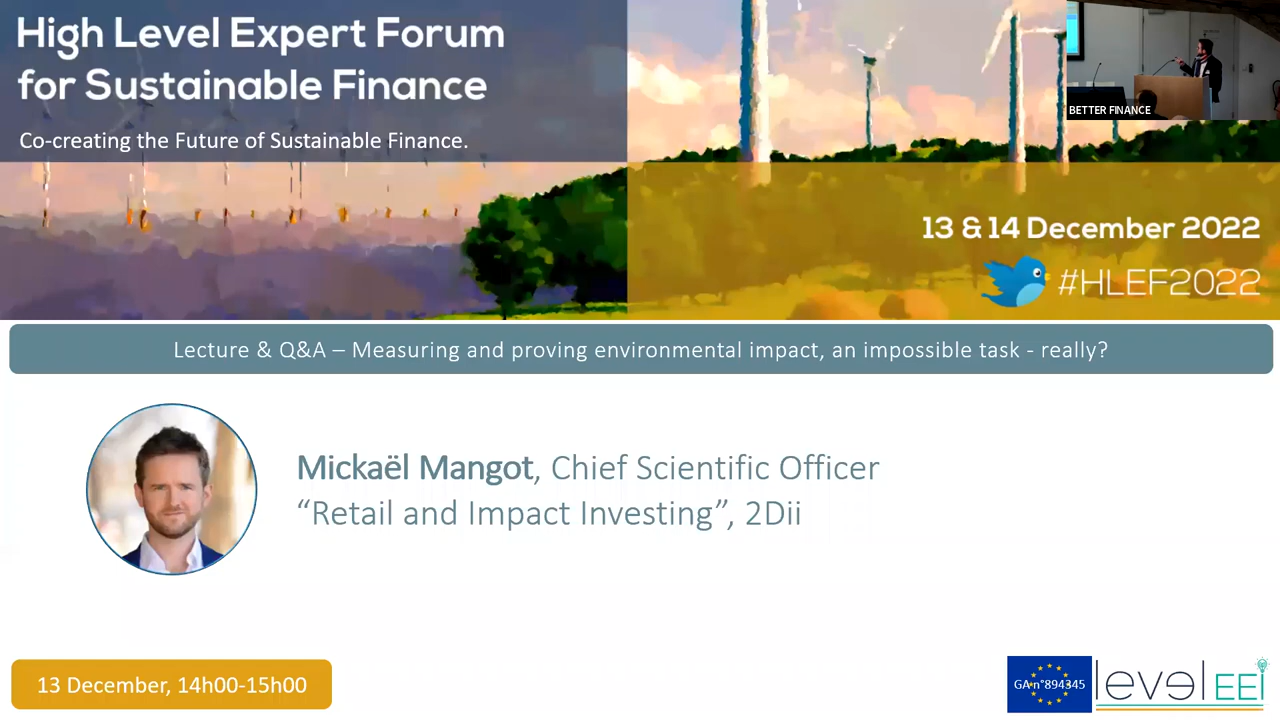 High Level Expert Forum
for Sustainable Finance
Co-creating the Future of Sustainable Finance.
BETTER FINANCE
13 & 14 December 2022
#HLEF2022
Lecture & Q&A – Measuring and proving environmental impact, an impossible task - really?
Mickaël Mangot, Chief Scientific Officer
“Retail and Impact Investing”, 2Dii
13 December, 14h00-15h00
GA n°894345
level EEI